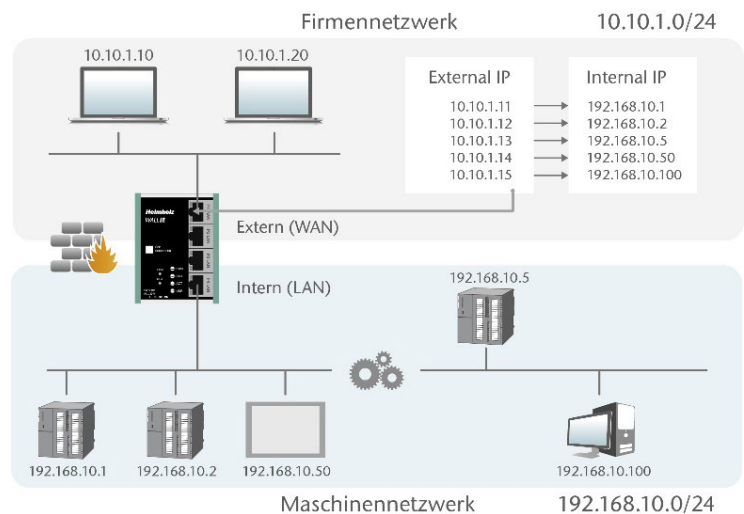 Firmennetzwerk 10.10.1.0/24
10.10.1.10 10.10.1.20
External IP Internal IP
10.10.1.11 192.168.10.1
10.10.1.12 192.168.10.2
10.10.1.13 192.168.10.5
10.10.1.14 192.168.10.50
10.10.1.15 192.168.10.100
Helmholz
WALL IE
Extern (WAN)
Intern (LAN)
192.168.10.5
192.168.10.1 192.168.10.2 192.168.10.50 192.168.10.100
Maschinennetzwerk 192.168.10.0/24